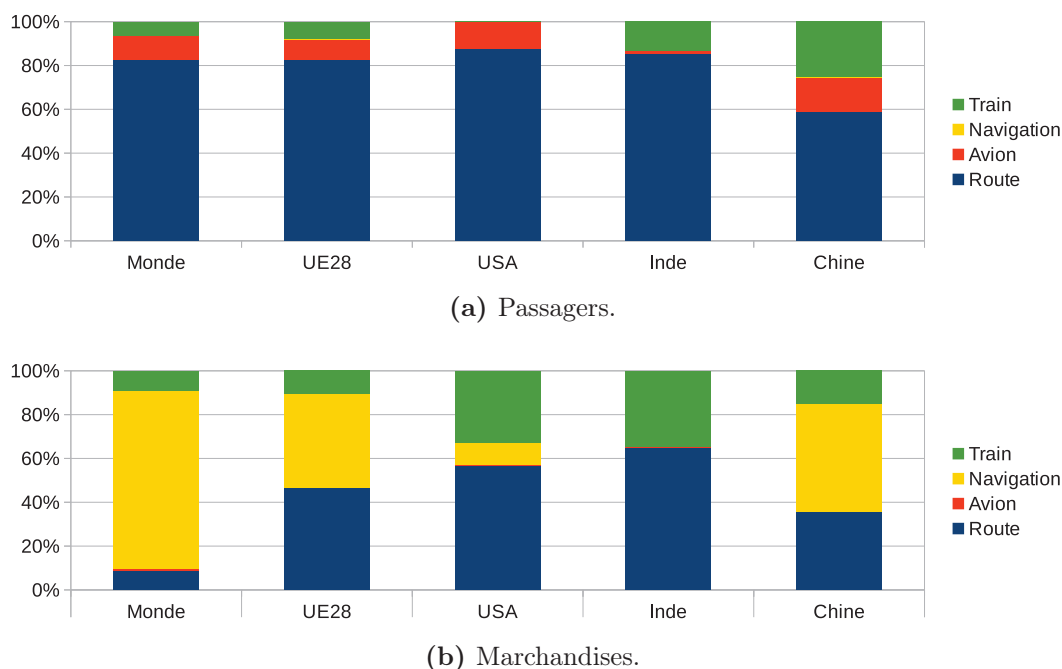 100%
80%
60%
40%
20%
0%
Monde UE28 USA Inde Chine
Train
Navigation
Avion
Route
(a) Passagers.
100%
80%
60%
40%
20%
0%
Monde UE28 USA Inde Chine
Train
Navigation
Avion
Route
(b) Marchandises.